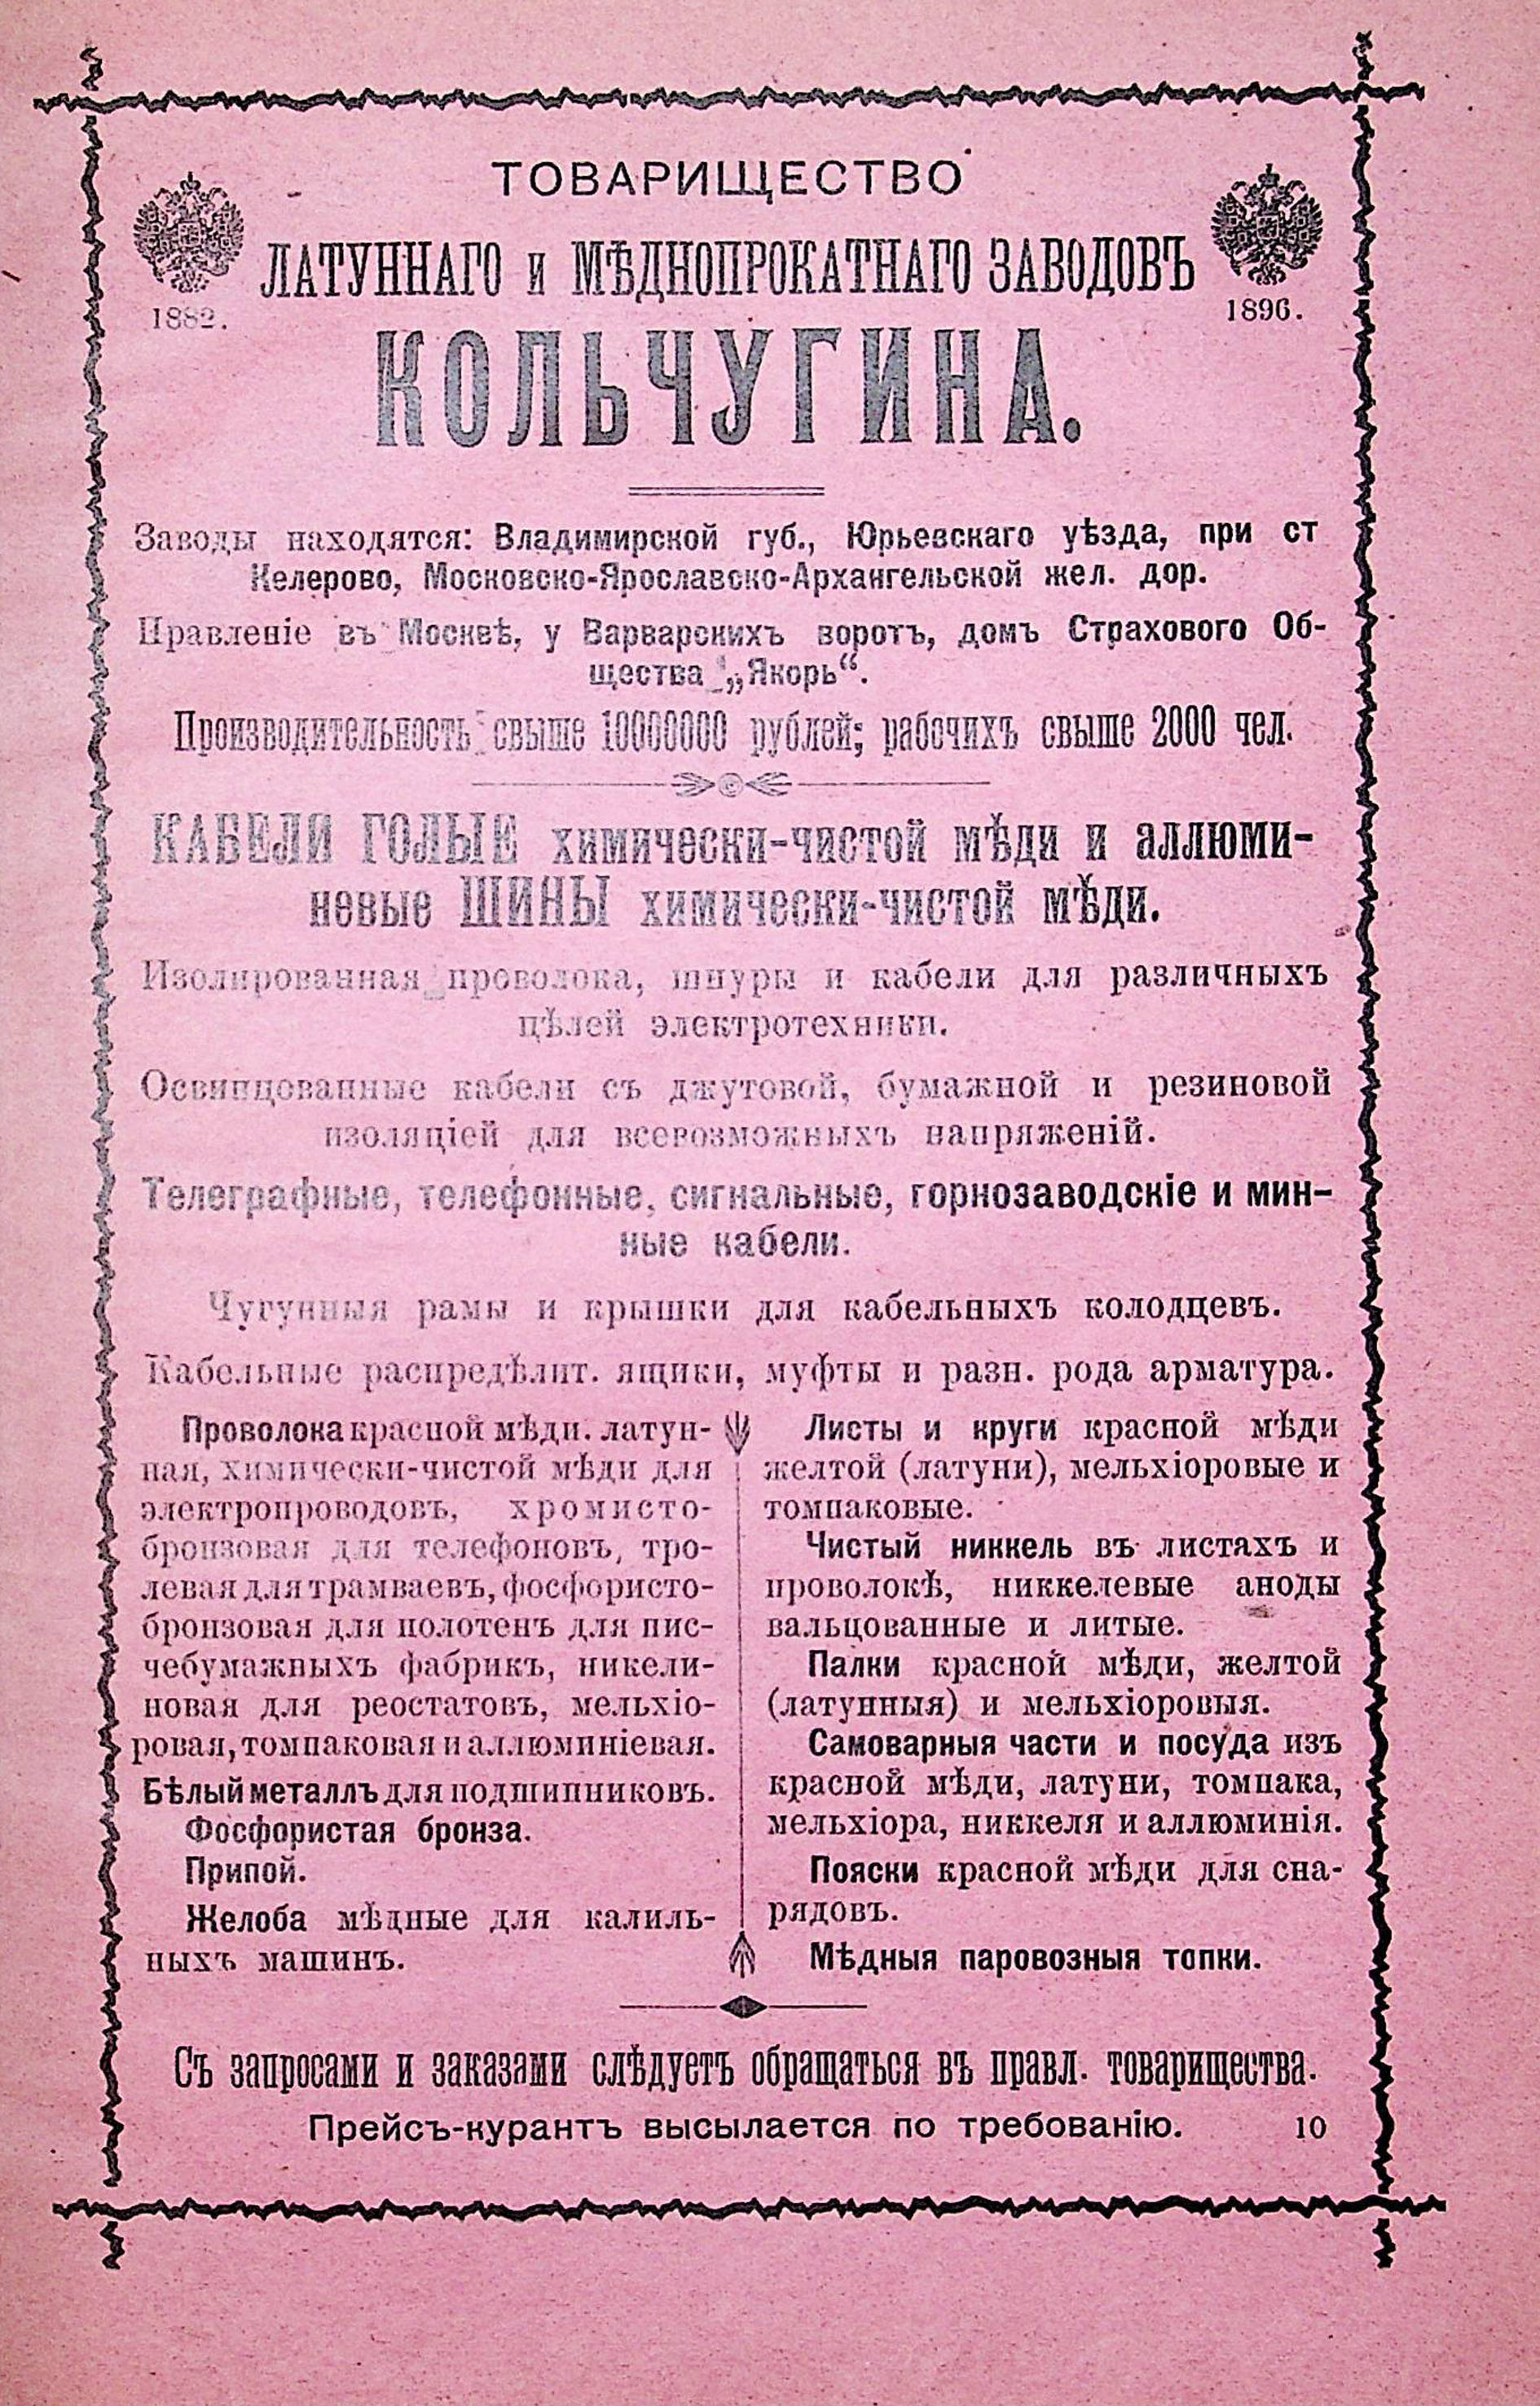 ТОВАРИЩЕСТВО
ЛАТУННАГО и МѢДНОПРОКАТНАГО ЗАВОДОВЪ
1882.
1896.
КОЛЬЧУГИНА.
Заводы находятся: Владимирской губ., Юрьевскаго уѣзда, при ст
Келерово, Московско-Ярославско-Архангельской жел. дор.
Правленіе въ Москвѣ, у Варварскихъ воротъ, домъ Страхового Об-
щества „Якорь“.
Производительность свыше 10000000 рублей; рабочихъ свыше 2000 чел.
КАБЕЛИ ГОЛЫЕ химически-чистой мѣди и аллюми-
невые ШИНЫ химически-чистой мѣди.
Изолированная проволока, шнуры и кабели для различныхъ
цѣлей электротехники.
Освинцованные кабели съ джутовой, бумажной и резиновой
изоляціей для всевозможныхъ напряженій.
Телеграфные, телефонные, сигнальные, горнозаводскіе и мин-
ные кабели.
Чугунныя рамы и крышки для кабельныхъ колодцевъ.
Кабельные распредѣлит. ящики, муфты и разн. рода арматура.
Проволока красной мѣди. латун-
ная, химически-чистой мѣди для
электропроводовъ, хромисто-
бронзовая для телефоновъ, тро-
левая для трамваевъ, фосфористо-
бронзовая для полотенъ для пис-
чебумажныхъ фабрикъ, никели-
новая для реостатовъ, мельхіо-
ровая, томпаковая и аллюминіевая.
Бѣлый металлъ для подшипниковъ.
Фосфористая бронза.
Припой.
Желоба мѣдные для калиль-
ныхъ машинъ.
Листы и круги красной мѣди
желтой (латуни), мельхіоровые и
томпаковые.
Чистый никкель въ листахъ и
проволокѣ, никкелевые аноды
вальцованные и литые.
Палки красной мѣди, желтой
(латунныя) и мельхіоровыя.
Самоварныя части и посуда изъ
красной мѣди, латуни, томпака,
мельхіора, никкеля и аллюминія.
Пояски красной мѣди для сна-
рядовъ.
Мѣдныя паровозныя топки.
Съ запросами и заказами слѣдуетъ обращаться въ правл. товарищества.
Прейсъ-курантъ высылается по требованію. 10